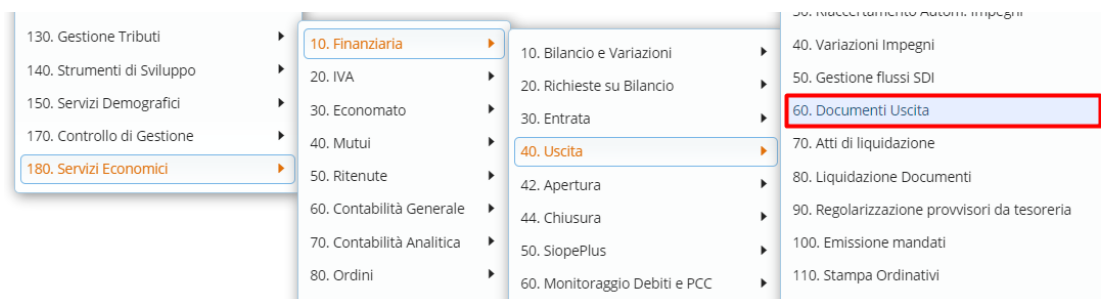 130. Gestione Tributi
140. Strumenti di Sviluppo
150. Servizi Demografici
170. Controllo di Gestione
180. Servizi Economici
10. Finanziaria
20. IVA
30. Economato
40. Mutui
50. Ritenute
60. Contabilità Generale
70. Contabilità Analitica
80. Ordini
10. Bilancio e Variazioni
20. Richieste su Bilancio
30. Entrata
40. Uscita
42. Apertura
44. Chiusura
50. SiopePlus
60. Monitoraggio Debiti e PCC
30. Riaccertamento Autom. Impegni
40. Variazioni Impegni
50. Gestione flussi SDI
60. Documenti Uscita
70. Atti di liquidazione
80. Liquidazione Documenti
90. Regolarizzazione provvisori da tesoreria
100. Emissione mandati
110. Stampa Ordinativi